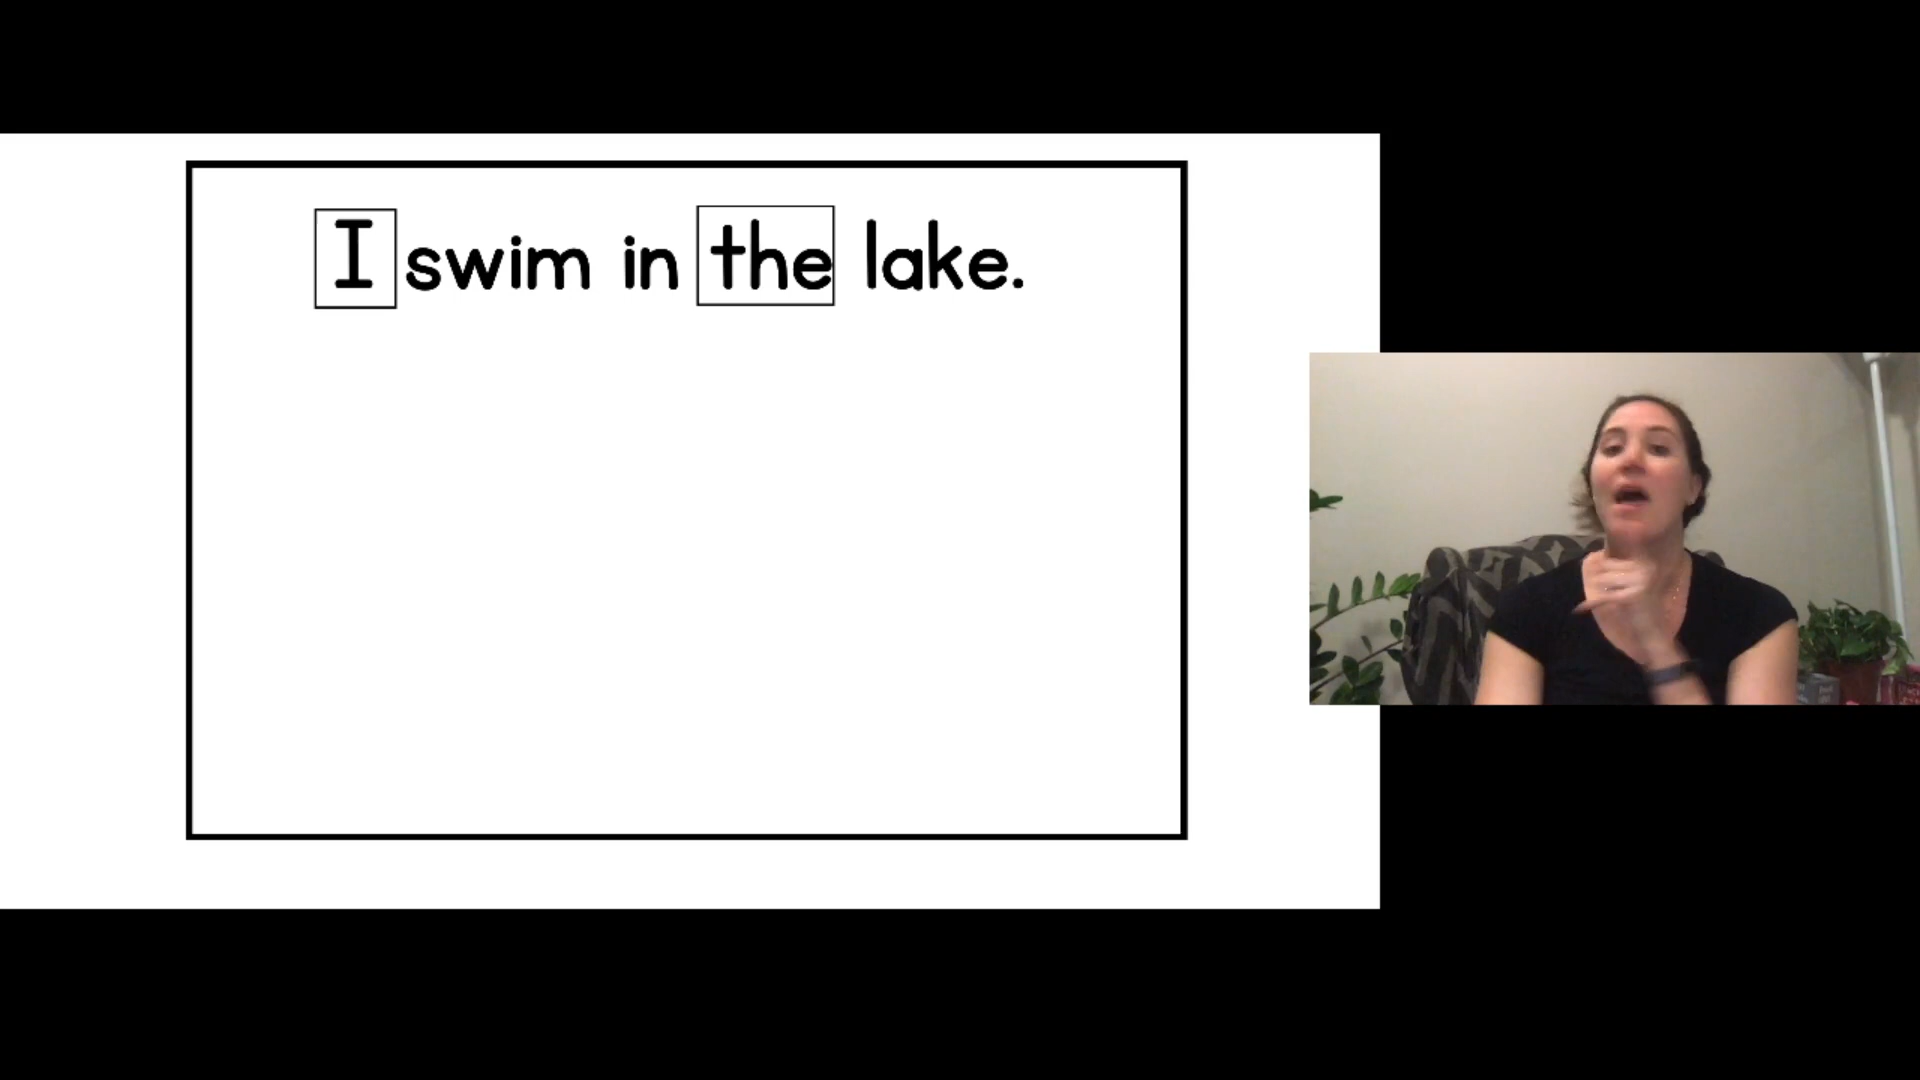 I swim in the lake.